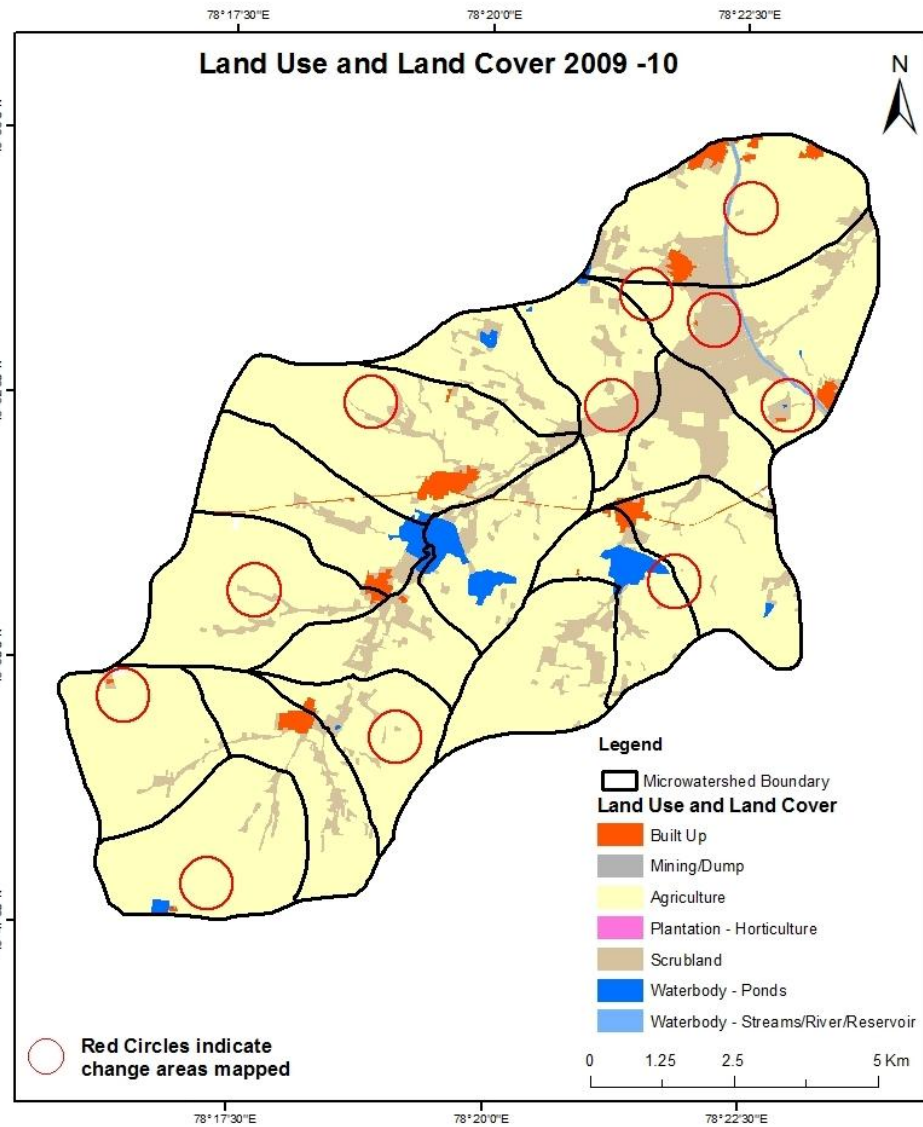 78°17'30"E 78°20'0"E 78°22'30"E
Land Use and Land Cover 2009 -10
N
Legend
Microwatershed Boundary
Land Use and Land Cover
Built Up
Mining/Dump
Agriculture
Plantation - Horticulture
Scrubland
Waterbody - Ponds
Waterbody - Streams/River/Reservoir
Red Circles indicate
change areas mapped
0 1.25 2.5 5 Km
78°17'30"E 78°20'0"E 78°22'30"E